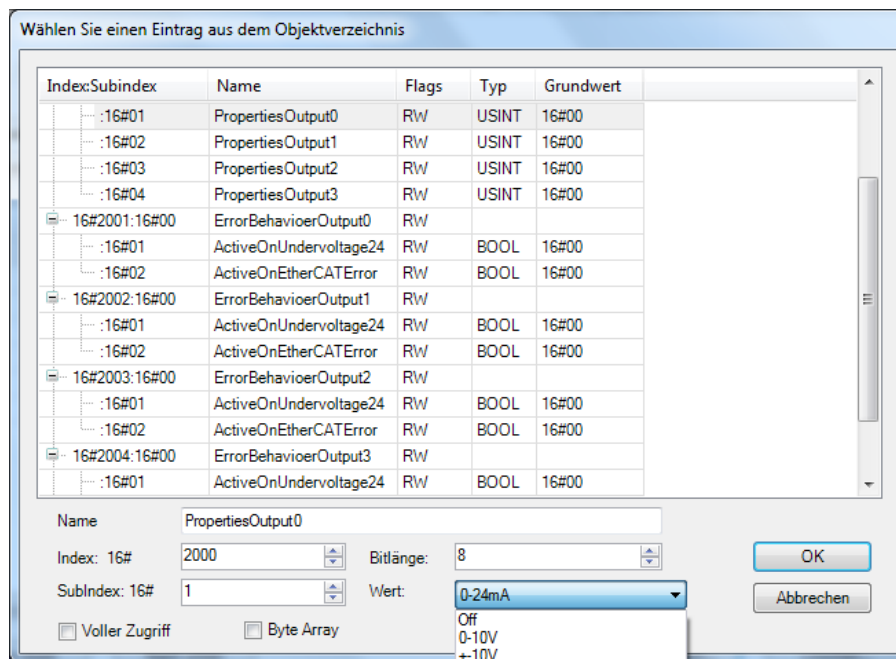 Wählen Sie einen Eintrag aus dem Objektverzeichnis
Index:Subindex Name Flags Typ Grundwert
:16#01 PropertiesOutput0 RW USINT 16#00
:16#02 PropertiesOutput1 RW USINT 16#00
:16#03 PropertiesOutput2 RW USINT 16#00
:16#04 PropertiesOutput3 RW USINT 16#00
16#2001:16#00 ErrorBehavioerOutput0 RW
:16#01 ActiveOnUndervoltage24 RW BOOL 16#00
:16#02 ActiveOnEtherCATError RW BOOL 16#00
16#2002:16#00 ErrorBehavioerOutput1 RW
:16#01 ActiveOnUndervoltage24 RW BOOL 16#00
:16#02 ActiveOnEtherCATError RW BOOL 16#00
16#2003:16#00 ErrorBehavioerOutput2 RW
:16#01 ActiveOnUndervoltage24 RW BOOL 16#00
:16#02 ActiveOnEtherCATError RW BOOL 16#00
16#2004:16#00 ErrorBehavioerOutput3 RW
:16#01 ActiveOnUndervoltage24 RW BOOL 16#00
Name PropertiesOutput0
Index: 16# 2000 Bitlänge: 8 OK
SubIndex: 16# 1 Wert: 0-24mA Abbrechen
Off
Voller Zugriff Byte Array
0-10V
+-10V